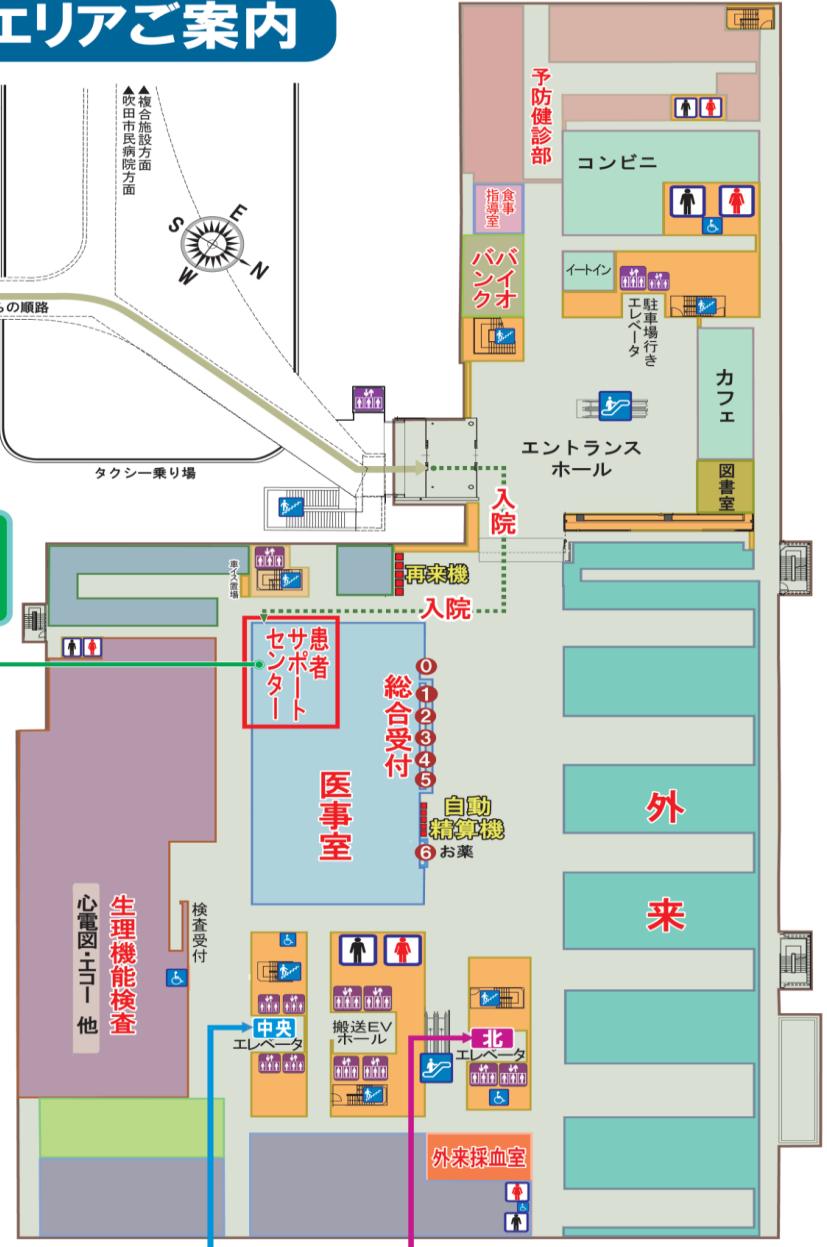 エリアご案内
▲複合施設方面
▲吹田市民病院方面
S
E
W
N
らの順路
タクシー乗り場
予防健診部
コンビニ
食事
指導室
バイオ
バンク
イートイン
駐車場行き
エレベータ
カフェ
エントランス
ホール
図書室
入院
車イス置場
再来機
入院
患者
サポート
センター
総合受付
0
1
2
3
4
5
自動
精算機
6 お薬
医事室
外
来
検査受付
生理機能検査
心電図・エコー 他
中央
エレベータ
搬送EV
ホール
北
エレベータ
外来採血室